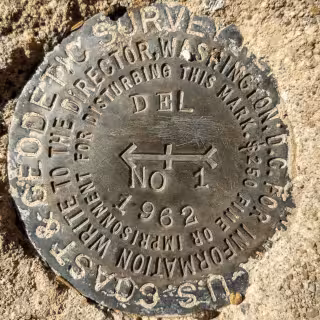 U.S. COAST & GEODETIC SURVEY
FOR INFORMATION WRITE TO THE DIRECTOR, WASHINGTON, D.C.
$250 FINE OR IMPRISONMENT FOR DISTURBING THIS MARK.
DEL
NO 1
1962